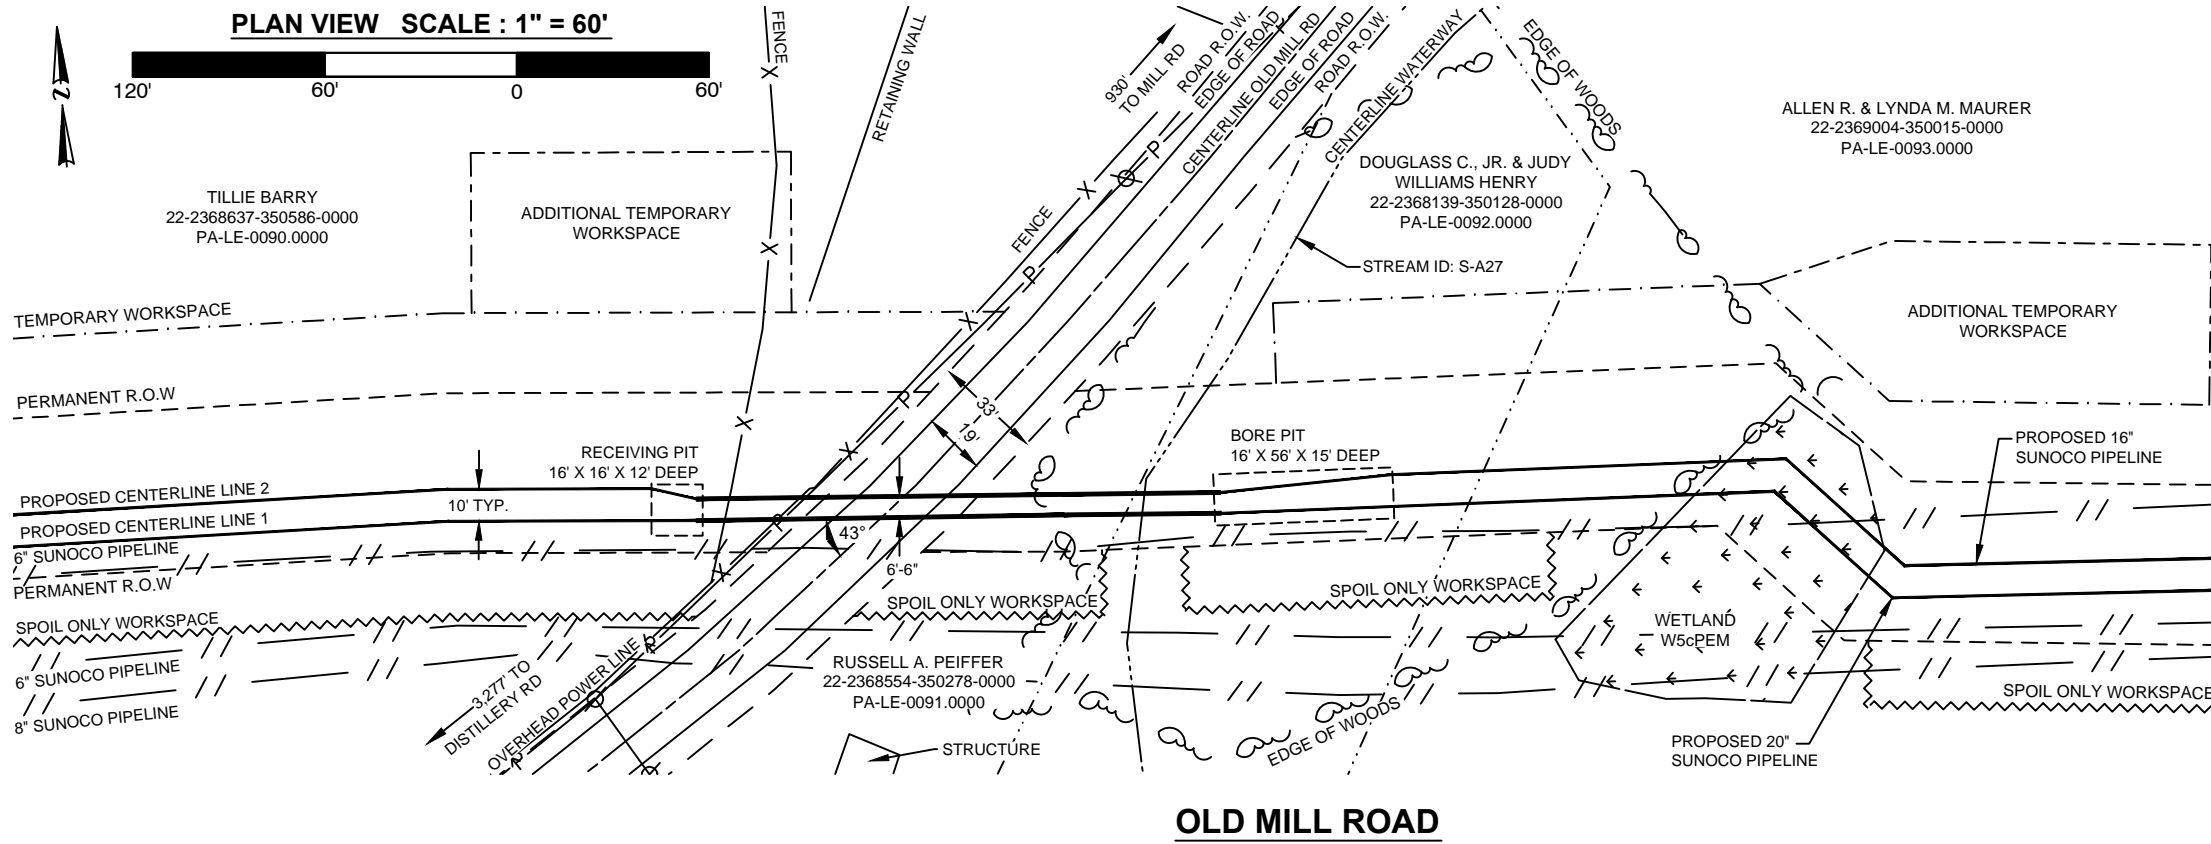 PLAN VIEW SCALE : 1" = 60'
120'
60'
0
60'
N
FENCE
RETAINING WALL
930'
TO MILL RD
ROAD R.O.W.
EDGE OF ROAD
CENTERLINE OLD MILL RD
EDGE OF ROAD
ROAD R.O.W.
CENTERLINE WATERWAY
EDGE OF WOODS
ALLEN R. & LYNDA M. MAURER
22-2369004-350015-0000
PA-LE-0093.0000
TILLIE BARRY
22-2368637-350586-0000
PA-LE-0090.0000
ADDITIONAL TEMPORARY
WORKSPACE
FENCE
DOUGLASS C., JR. & JUDY
WILLIAMS HENRY
22-2368139-350128-0000
PA-LE-0092.0000
STREAM ID: S-A27
ADDITIONAL TEMPORARY
WORKSPACE
TEMPORARY WORKSPACE
PERMANENT R.O.W
33'
19'
RECEIVING PIT
16' X 16' X 12' DEEP
BORE PIT
16' X 56' X 15' DEEP
PROPOSED 16"
SUNOCO PIPELINE
PROPOSED CENTERLINE LINE 2
10' TYP.
PROPOSED CENTERLINE LINE 1
43°
6'-6"
6" SUNOCO PIPELINE
PERMANENT R.O.W
SPOIL ONLY WORKSPACE
SPOIL ONLY WORKSPACE
SPOIL ONLY WORKSPACE
WETLAND
W5cPEM
6" SUNOCO PIPELINE
8" SUNOCO PIPELINE
3,277' TO
DISTILLERY RD
OVERHEAD POWER LINE
RUSSELL A. PEIFFER
22-2368554-350278-0000
PA-LE-0091.0000
SPOIL ONLY WORKSPACE
STRUCTURE
EDGE OF WOODS
PROPOSED 20"
SUNOCO PIPELINE
OLD MILL ROAD